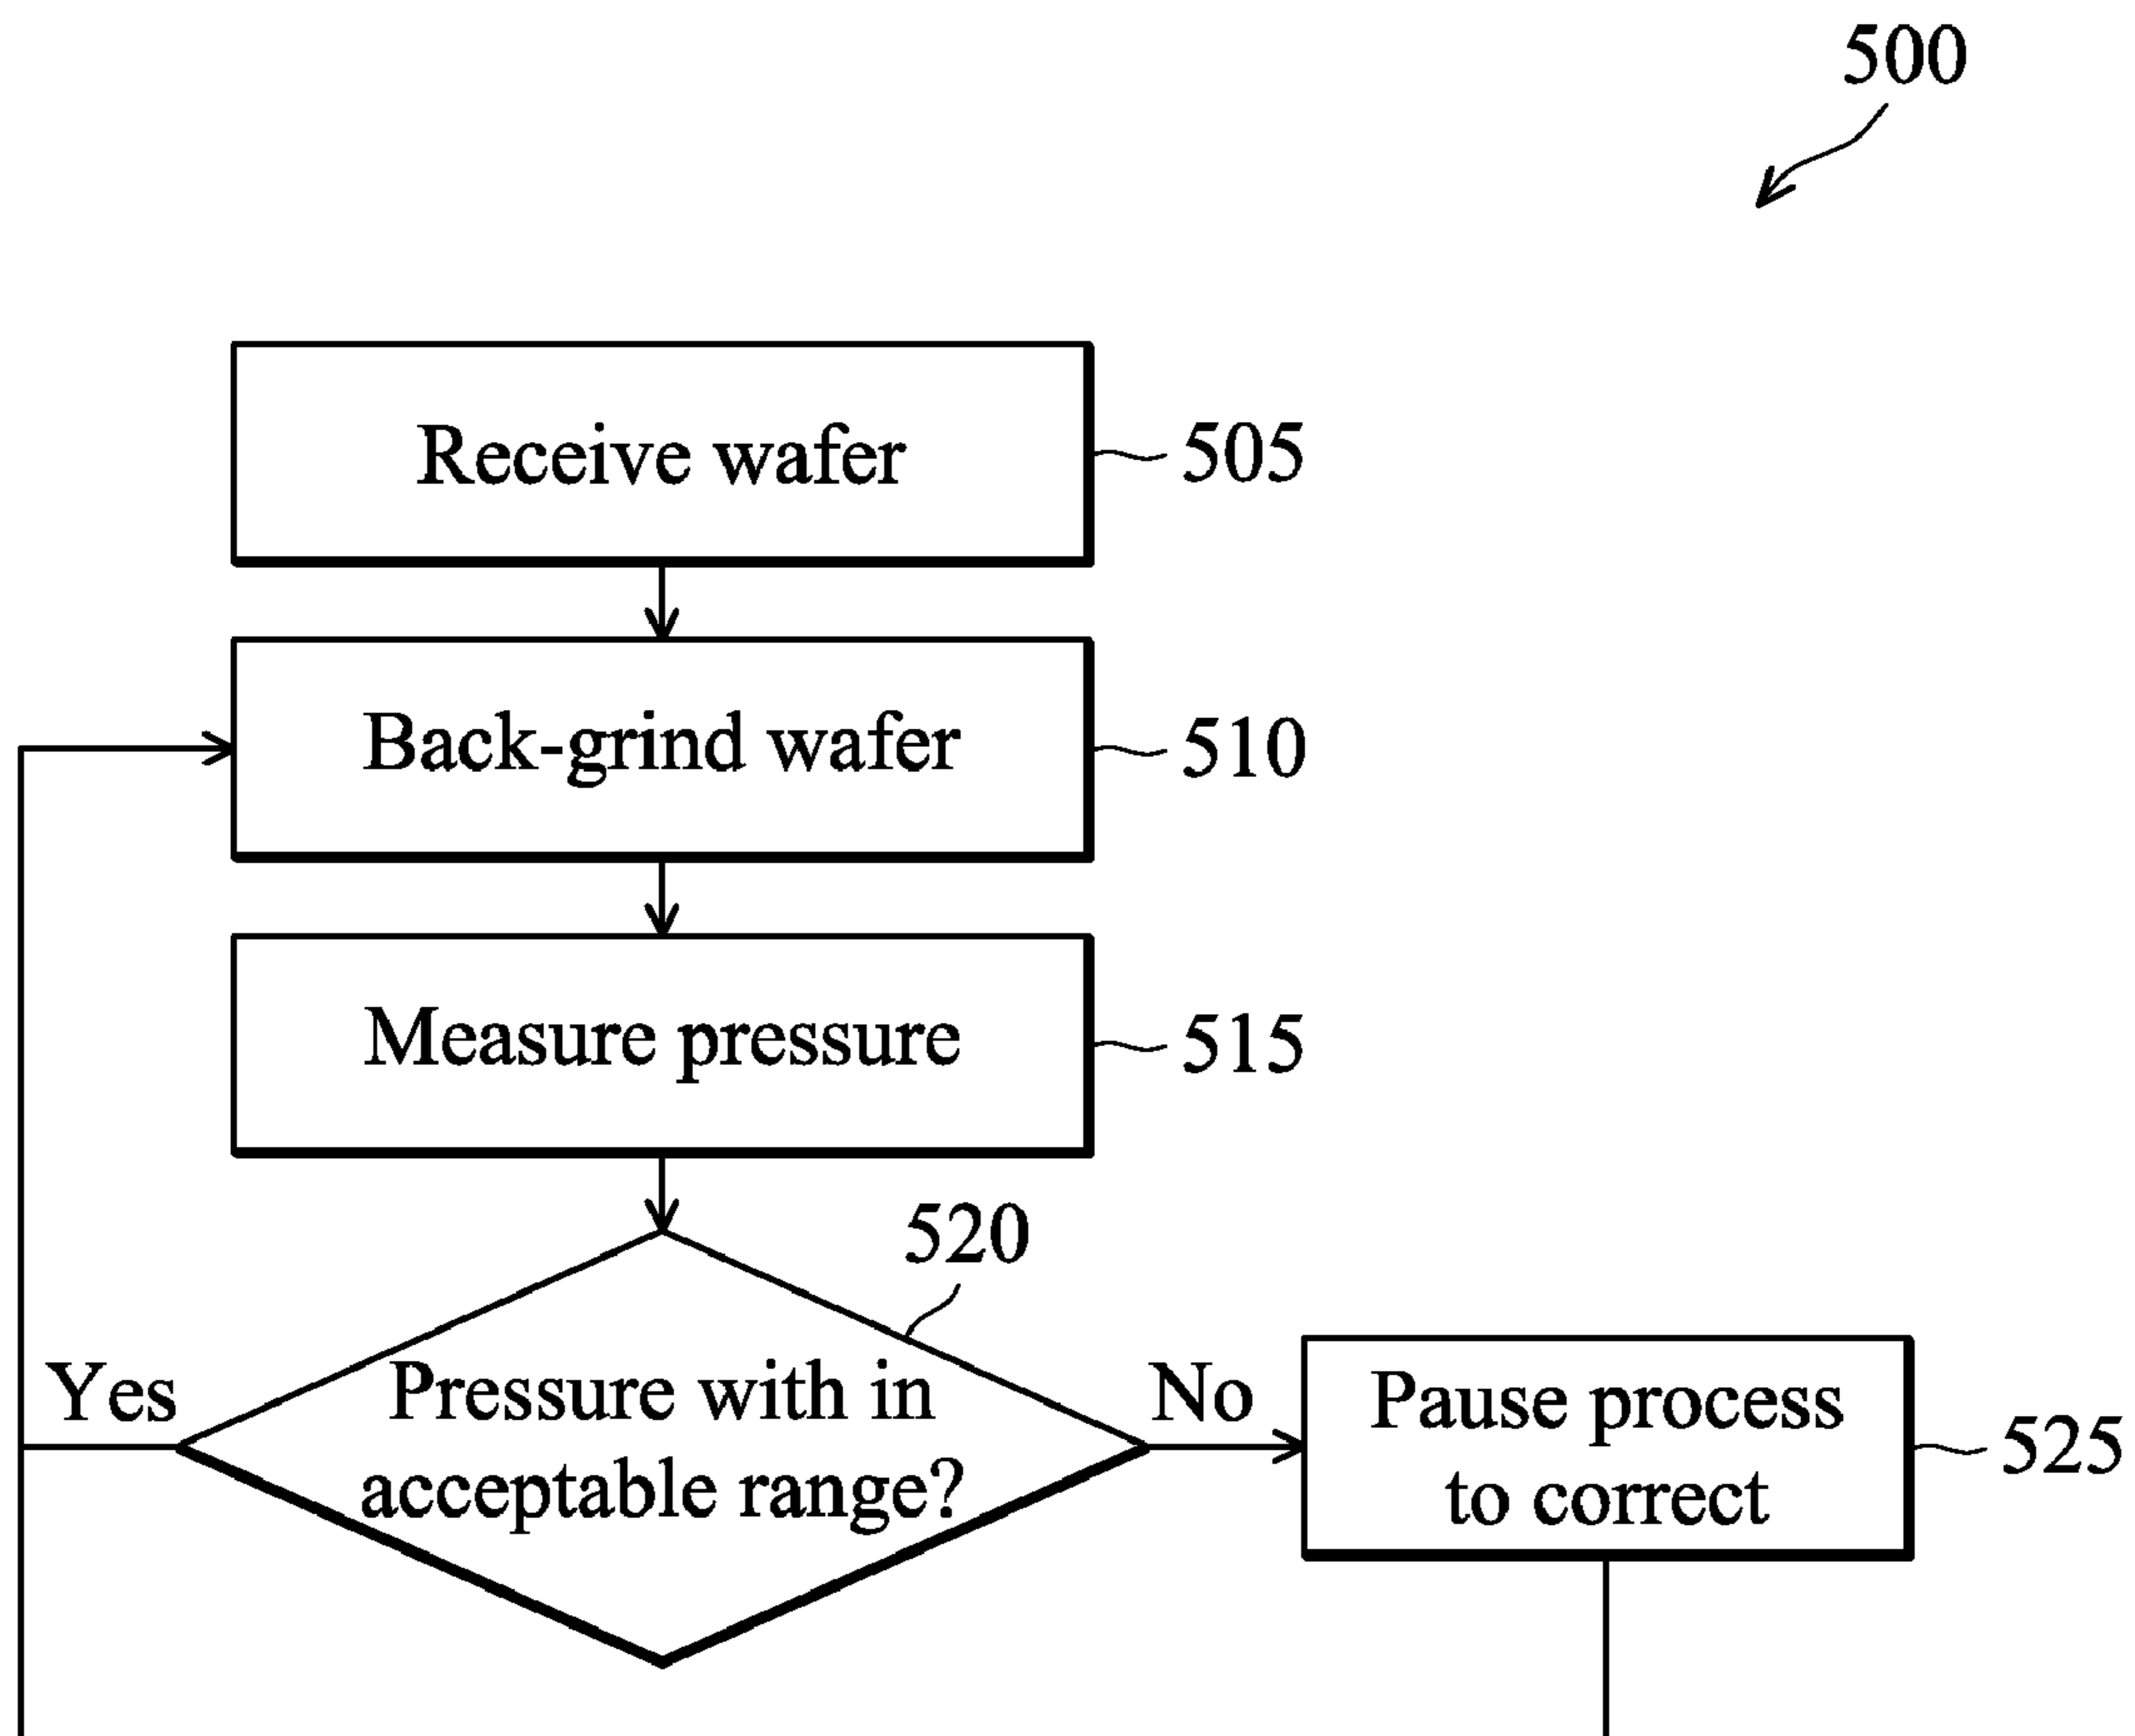 500
Receive wafer
505
Back-grind wafer
510
Measure pressure
515
520
Yes
Pressure with in
acceptable range?
No
Pause process
to correct
525